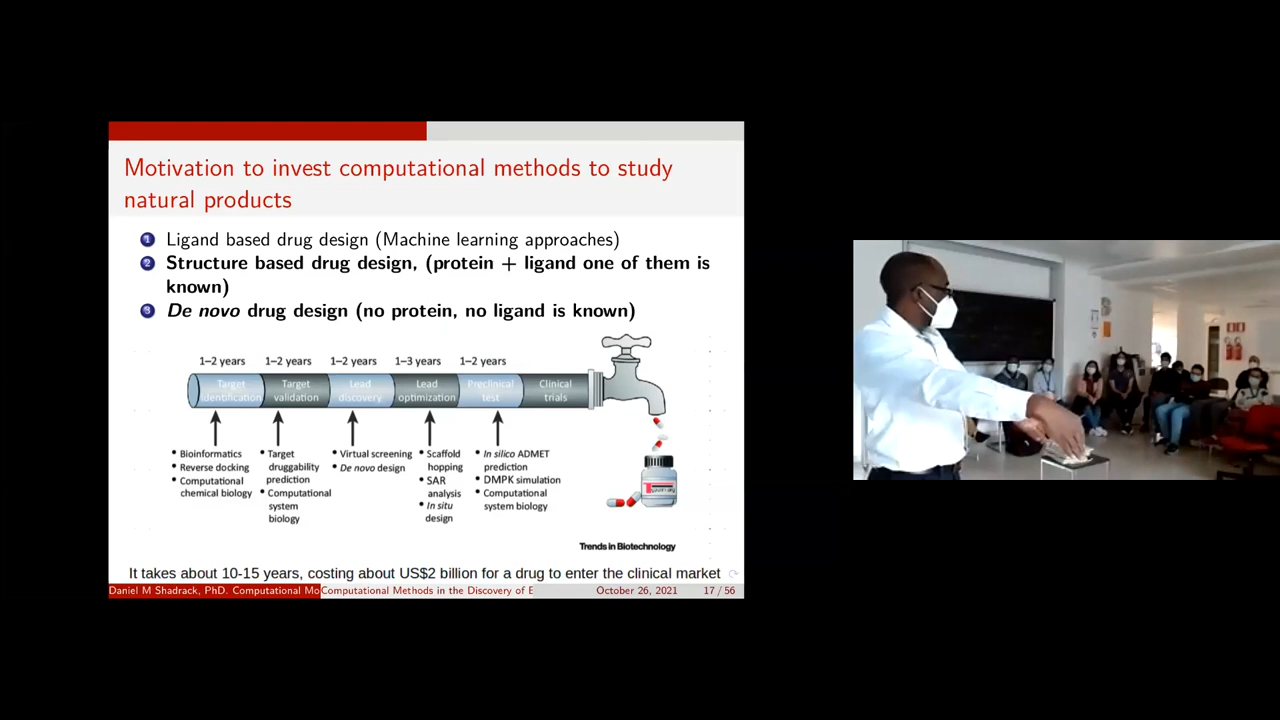 Motivation to invest computational methods to study
natural products
1 Ligand based drug design (Machine learning approaches)
2 Structure based drug design, (protein + ligand one of them is
known)
3 De novo drug design (no protein, no ligand is known)
1–2 years 1–2 years 1–2 years 1–3 years 1–2 years
Target
identification
Target
validation
Lead
discovery
Lead
optimization
Preclinical
test
Clinical
trials
• Bioinformatics
• Reverse docking
• Computational
chemical biology
• Target
druggability
prediction
• Computational
system
biology
• Virtual screening
• De novo design
• Scaffold
hopping
• SAR
analysis
• In situ
design
• In silico ADMET
prediction
• DMPK simulation
• Computational
system biology
Trends in Biotechnology
It takes about 10-15 years, costing about US$2 billion for a drug to enter the clinical market
Daniel M Shadrack, PhD. Computational Mo Computational Methods in the Discovery of E October 26, 2021 17 / 56